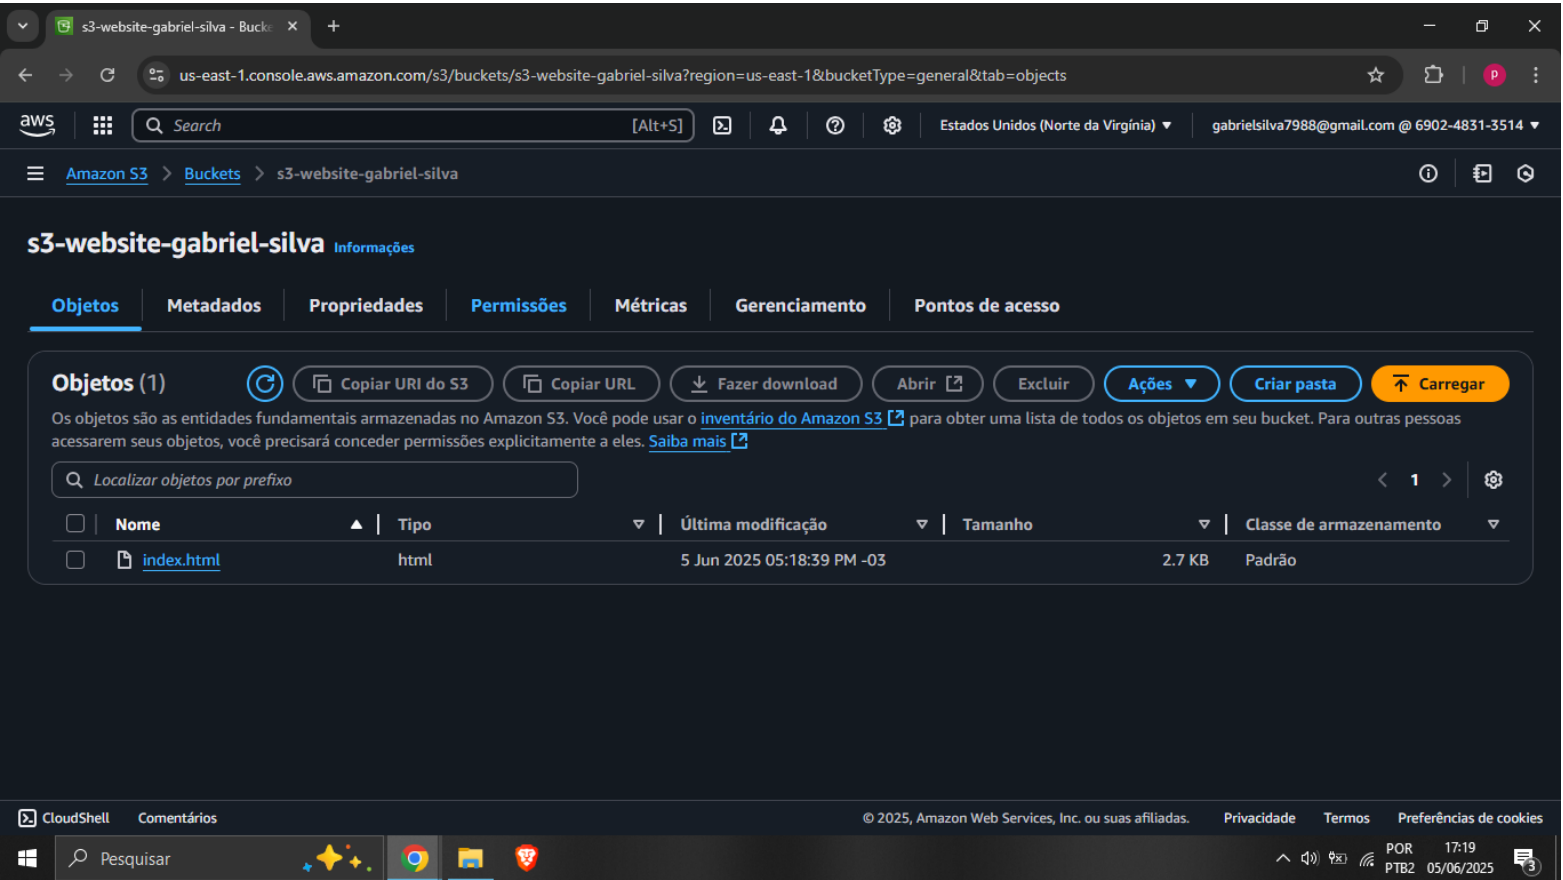 s3-website-gabriel-silva - Bucke
us-east-1.console.aws.amazon.com/s3/buckets/s3-website-gabriel-silva?region=us-east-1&bucketType=general&tab=objects
P
aws
Search [Alt+S]
Estados Unidos (Norte da Virgínia)
gabrielsilva7988@gmail.com @ 6902-4831-3514
Amazon S3 > Buckets > s3-website-gabriel-silva
s3-website-gabriel-silva Informações
Objetos Metadados Propriedades Permissões Métricas Gerenciamento Pontos de acesso
Objetos (1) Copiar URI do S3 Copiar URL Fazer download Abrir Excluir Ações Criar pasta Carregar
Os objetos são as entidades fundamentais armazenadas no Amazon S3. Você pode usar o inventário do Amazon S3 para obter uma lista de todos os objetos em seu bucket. Para outras pessoas
acessarem seus objetos, você precisará conceder permissões explicitamente a eles. Saiba mais
Localizar objetos por prefixo
1
Nome Tipo Última modificação Tamanho Classe de armazenamento
index.html html 5 Jun 2025 05:18:39 PM -03 2.7 KB Padrão
CloudShell Comentários © 2025, Amazon Web Services, Inc. ou suas afiliadas. Privacidade Termos Preferências de cookies
Pesquisar
POR 17:19
PTB2 05/06/2025
3